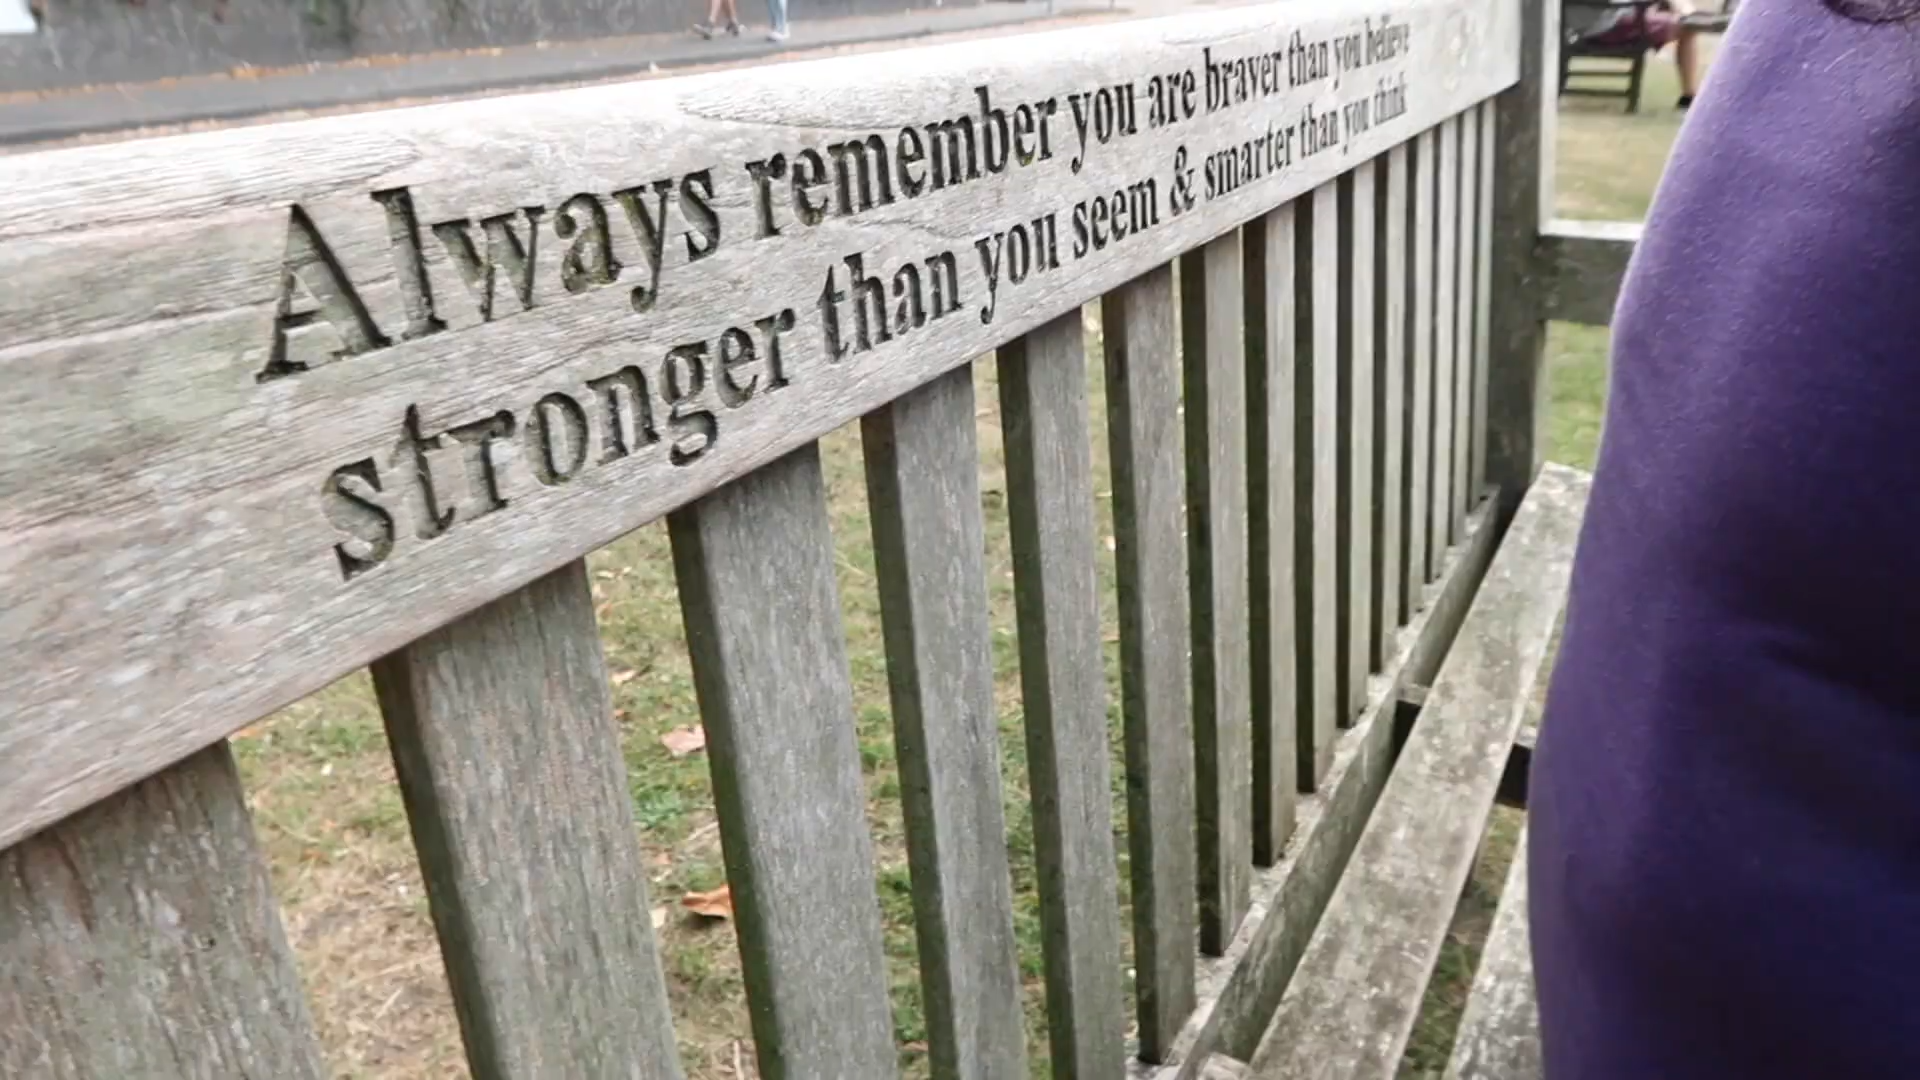 Always remember you are braver than you believe
stronger than you seem & smarter than you think